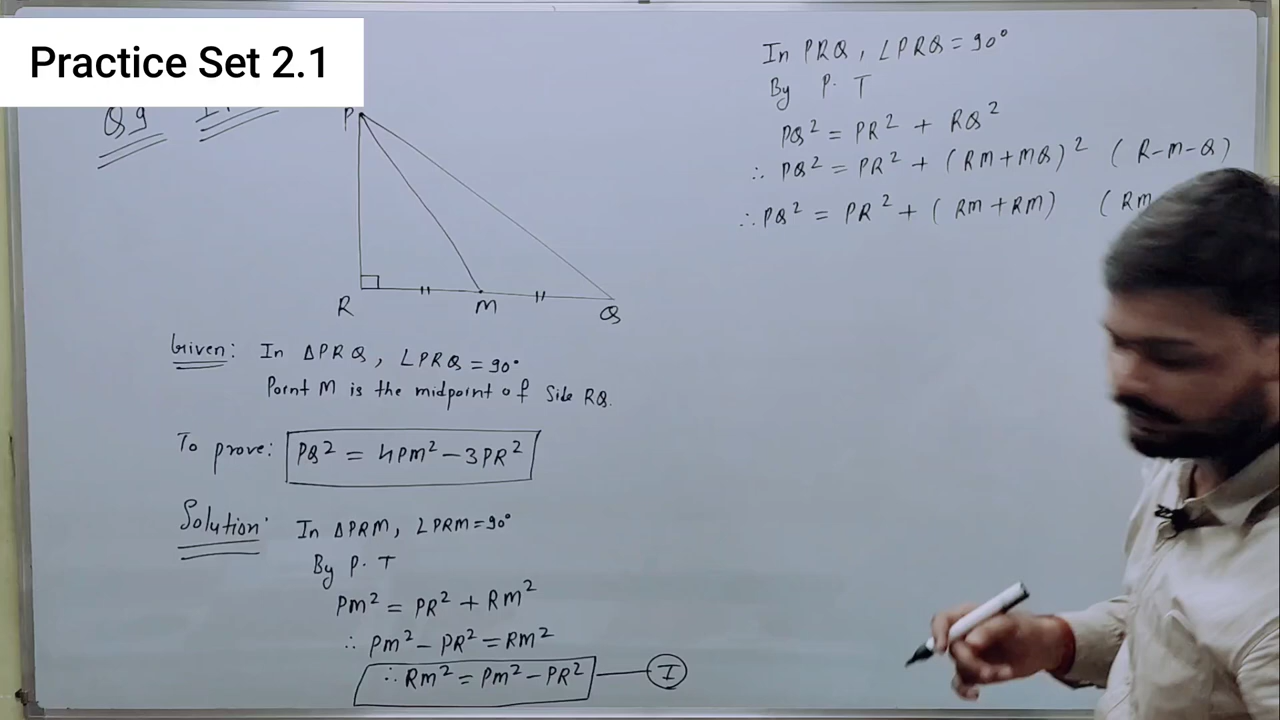 Practice Set 2.1
Q9
P
R
M
Q
Given: In ΔPRQ, ∠PRQ = 90°
Point M is the midpoint of Side RQ.
To prove: PQ² = 4PM² - 3PR²
Solution: In ΔPRM, ∠PRM = 90°
By P. T
PM² = PR² + RM²
∴ PM² - PR² = RM²
∴ RM² = PM² - PR² — I
In PRQ, ∠PRQ = 90°
By P. T
PQ² = PR² + RQ²
∴ PQ² = PR² + (RM + MQ)² (R-M-Q)
∴ PQ² = PR² + (RM + RM) (RM